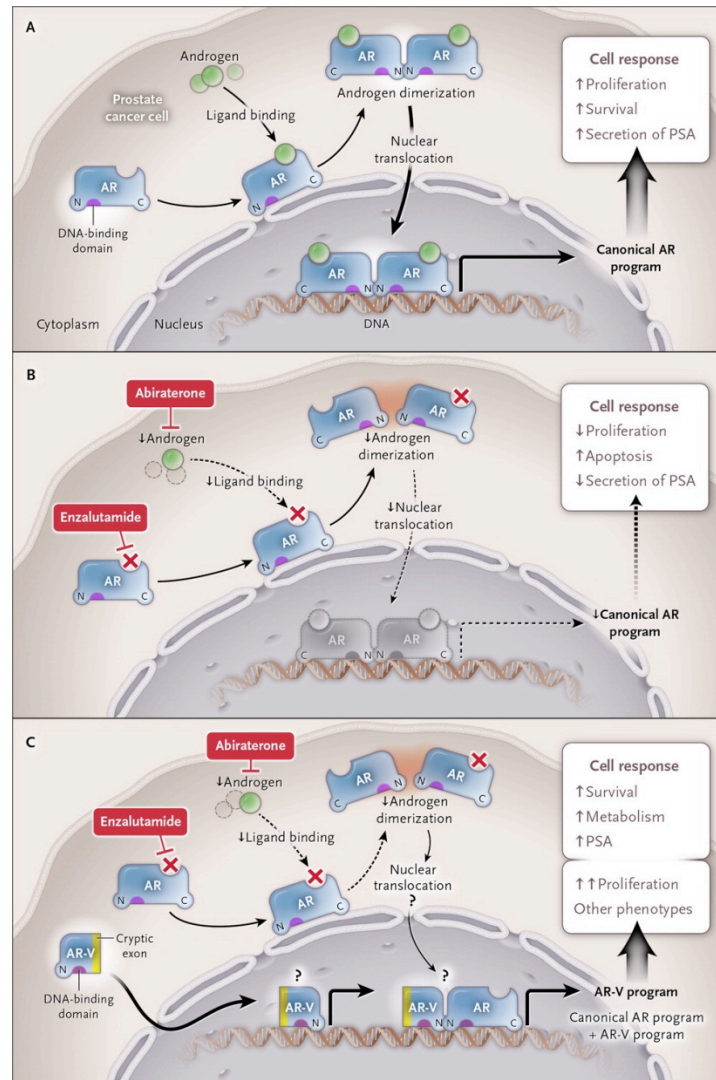 A
Androgen
Prostate
cancer cell
Ligand binding
AR
N
C
DNA-binding
domain
AR
N
C
C
AR
N
N
AR
C
Androgen dimerization
Nuclear
translocation
C
AR
N
N
AR
C
Cytoplasm
Nucleus
DNA
Canonical AR
program
Cell response
↑Proliferation
↑Survival
↑Secretion of PSA
B
Abiraterone
↓Androgen
↓Ligand binding
Enzalutamide
AR
N
C
AR
N
C
AR
N
N
AR
C
C
↓Androgen
dimerization
↓Nuclear
translocation
C
AR
N
N
AR
C
↓Canonical AR
program
Cell response
↓Proliferation
↑Apoptosis
↓Secretion of PSA
C
Abiraterone
↓Androgen
↓Ligand binding
Enzalutamide
AR
N
C
AR
N
C
C
AR
N
N
AR
C
↓Androgen
dimerization
Nuclear
translocation
?
AR-V
N
Cryptic
exon
DNA-binding
domain
?
AR-V
N
?
AR-V
N
N
AR
C
AR-V program
Canonical AR program
+ AR-V program
Cell response
↑Survival
↑Metabolism
↑PSA
↑↑Proliferation
Other phenotypes